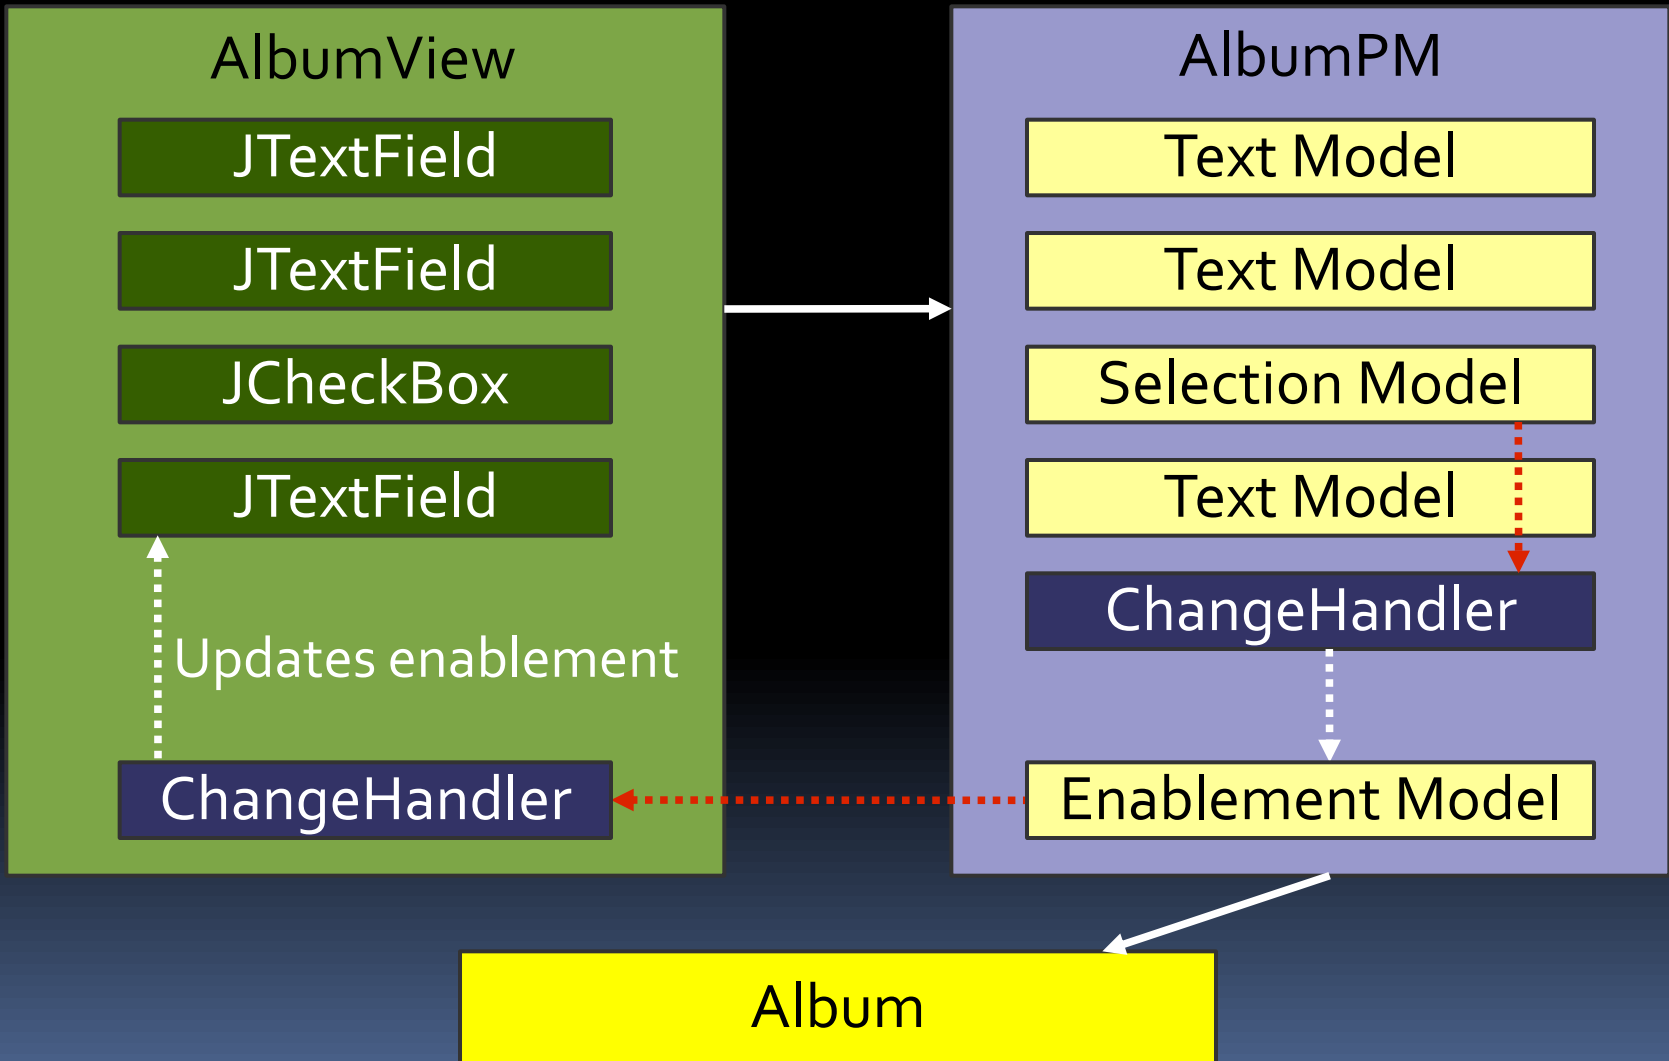 AlbumView
JTextField
JTextField
JCheckBox
JTextField
Updates enablement
ChangeHandler
AlbumPM
Text Model
Text Model
Selection Model
Text Model
ChangeHandler
Enablement Model
Album